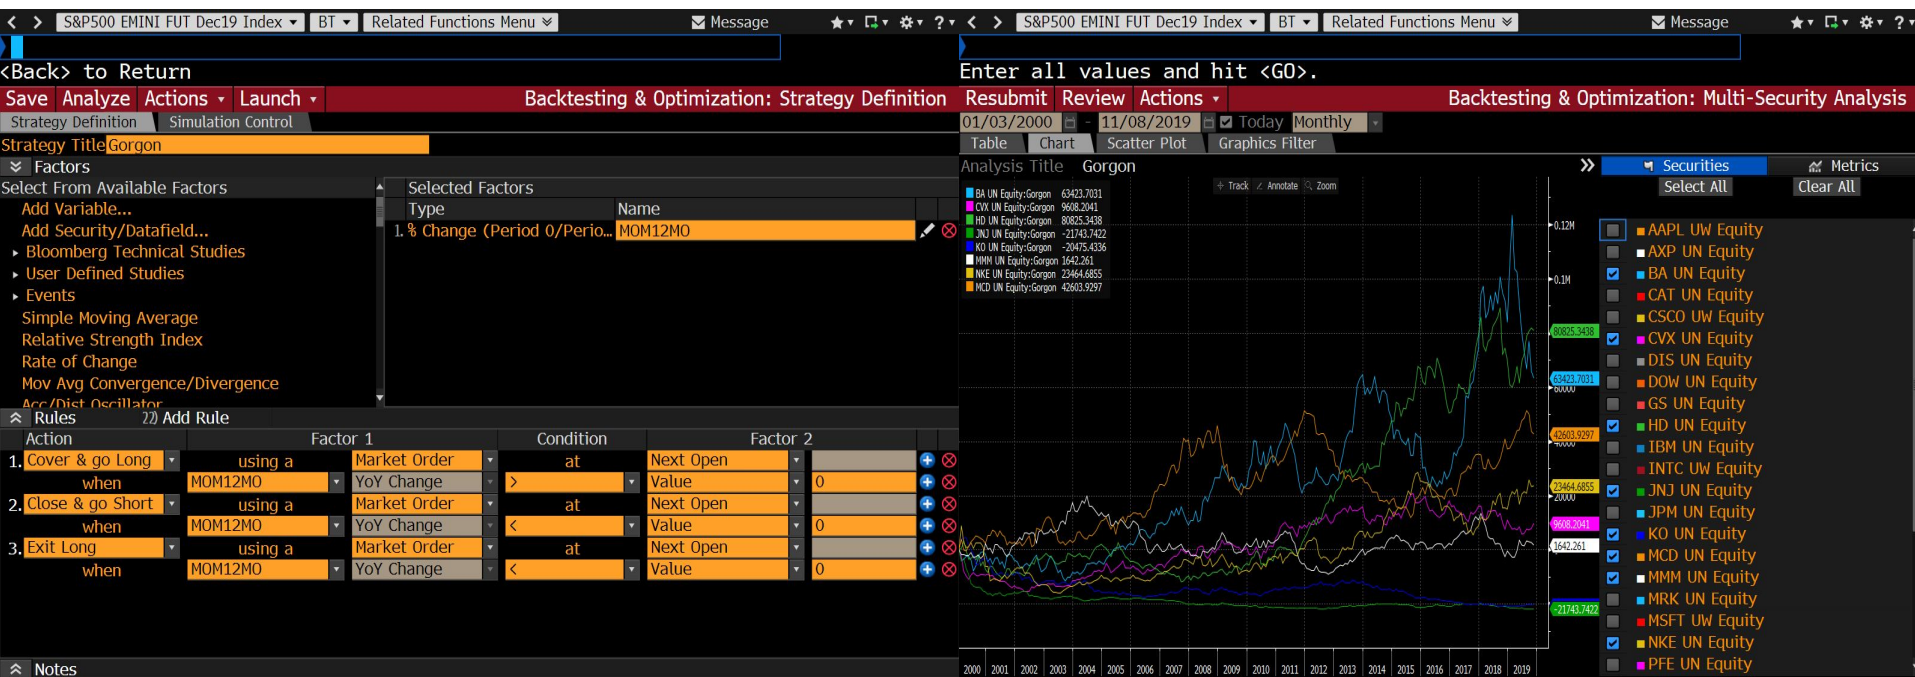 S&P500 EMINI FUT Dec19 Index BT Related Functions Menu Message
<Back> to Return
Save Analyze Actions Launch Backtesting & Optimization: Strategy Definition
Strategy Definition Simulation Control
Strategy Title Gorgon
Factors
Select From Available Factors
Add Variable...
Add Security/Datafield...
Bloomberg Technical Studies
User Defined Studies
Events
Simple Moving Average
Relative Strength Index
Rate of Change
Mov Avg Convergence/Divergence
Acc/Dist Oscillator
Selected Factors
Type Name
1. % Change (Period 0/Perio... MOM12MO
Rules 22) Add Rule
Action Factor 1 Condition Factor 2
1. Cover & go Long using a Market Order at Next Open
when MOM12MO YoY Change > Value 0
2. Close & go Short using a Market Order at Next Open
when MOM12MO YoY Change < Value 0
3. Exit Long using a Market Order at Next Open
when MOM12MO YoY Change < Value 0
Notes
S&P500 EMINI FUT Dec19 Index BT Related Functions Menu Message
Enter all values and hit <GO>.
Resubmit Review Actions Backtesting & Optimization: Multi-Security Analysis
01/03/2000 - 11/08/2019 Today Monthly
Table Chart Scatter Plot Graphics Filter
Analysis Title Gorgon
Track Annotate Zoom
BA UN Equity:Gorgon 63423.7031
CVX UN Equity:Gorgon 9608.2041
HD UN Equity:Gorgon 80825.3438
JNJ UN Equity:Gorgon -21743.7422
KO UN Equity:Gorgon -20475.4336
MMM UN Equity:Gorgon 1642.261
NKE UN Equity:Gorgon 23464.6855
MCD UN Equity:Gorgon 42603.9297
0.12M
0.1M
80825.3438
63423.7031
60000
42603.9297
40000
23464.6855
20000
9608.2041
1642.261
-21743.7422
2000 2001 2002 2003 2004 2005 2006 2007 2008 2009 2010 2011 2012 2013 2014 2015 2016 2017 2018 2019
Securities Metrics
Select All Clear All
AAPL UW Equity
AXP UN Equity
BA UN Equity
CAT UN Equity
CSCO UW Equity
CVX UN Equity
DIS UN Equity
DOW UN Equity
GS UN Equity
HD UN Equity
IBM UN Equity
INTC UW Equity
JNJ UN Equity
JPM UN Equity
KO UN Equity
MCD UN Equity
MMM UN Equity
MRK UN Equity
MSFT UW Equity
NKE UN Equity
PFE UN Equity